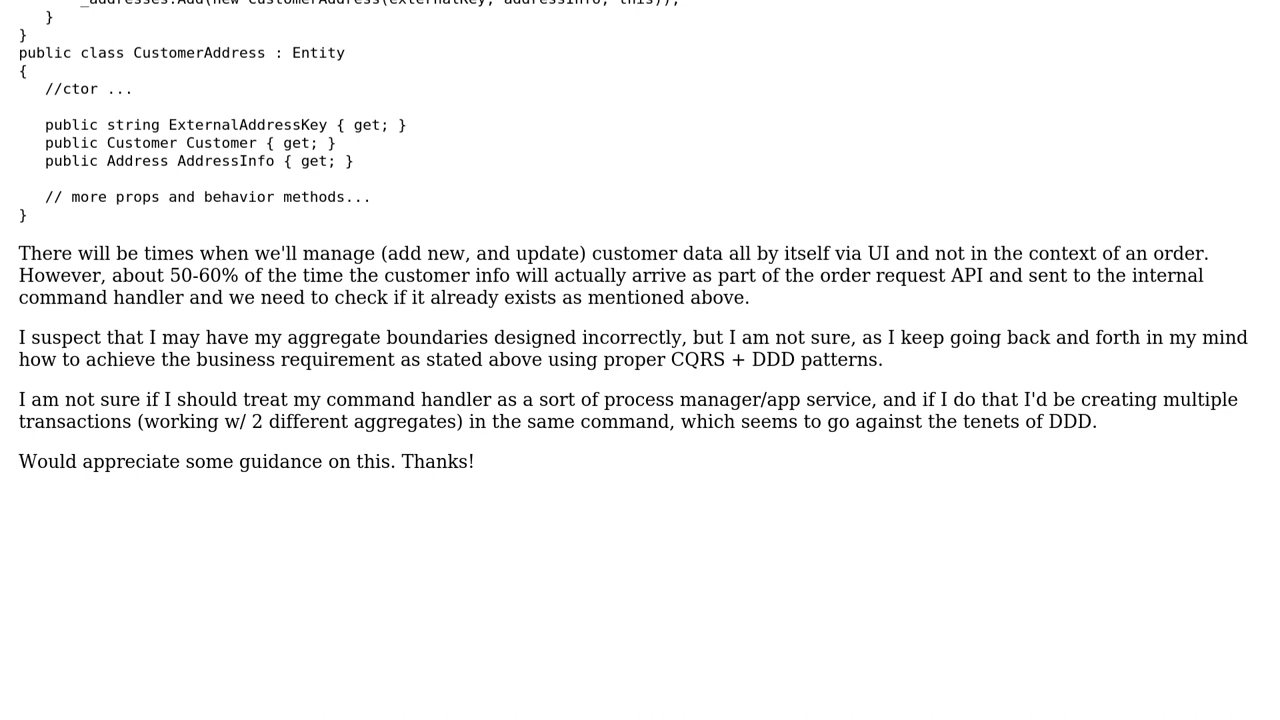 _addresses.Add(new CustomerAddress(externalKey, addressInfo, this));
}
}
public class CustomerAddress : Entity
{
//ctor ...
public string ExternalAddressKey { get; }
public Customer Customer { get; }
public Address AddressInfo { get; }
// more props and behavior methods...
}
There will be times when we'll manage (add new, and update) customer data all by itself via UI and not in the context of an order.
However, about 50-60% of the time the customer info will actually arrive as part of the order request API and sent to the internal
command handler and we need to check if it already exists as mentioned above.
I suspect that I may have my aggregate boundaries designed incorrectly, but I am not sure, as I keep going back and forth in my mind
how to achieve the business requirement as stated above using proper CQRS + DDD patterns.
I am not sure if I should treat my command handler as a sort of process manager/app service, and if I do that I'd be creating multiple
transactions (working w/ 2 different aggregates) in the same command, which seems to go against the tenets of DDD.
Would appreciate some guidance on this. Thanks!